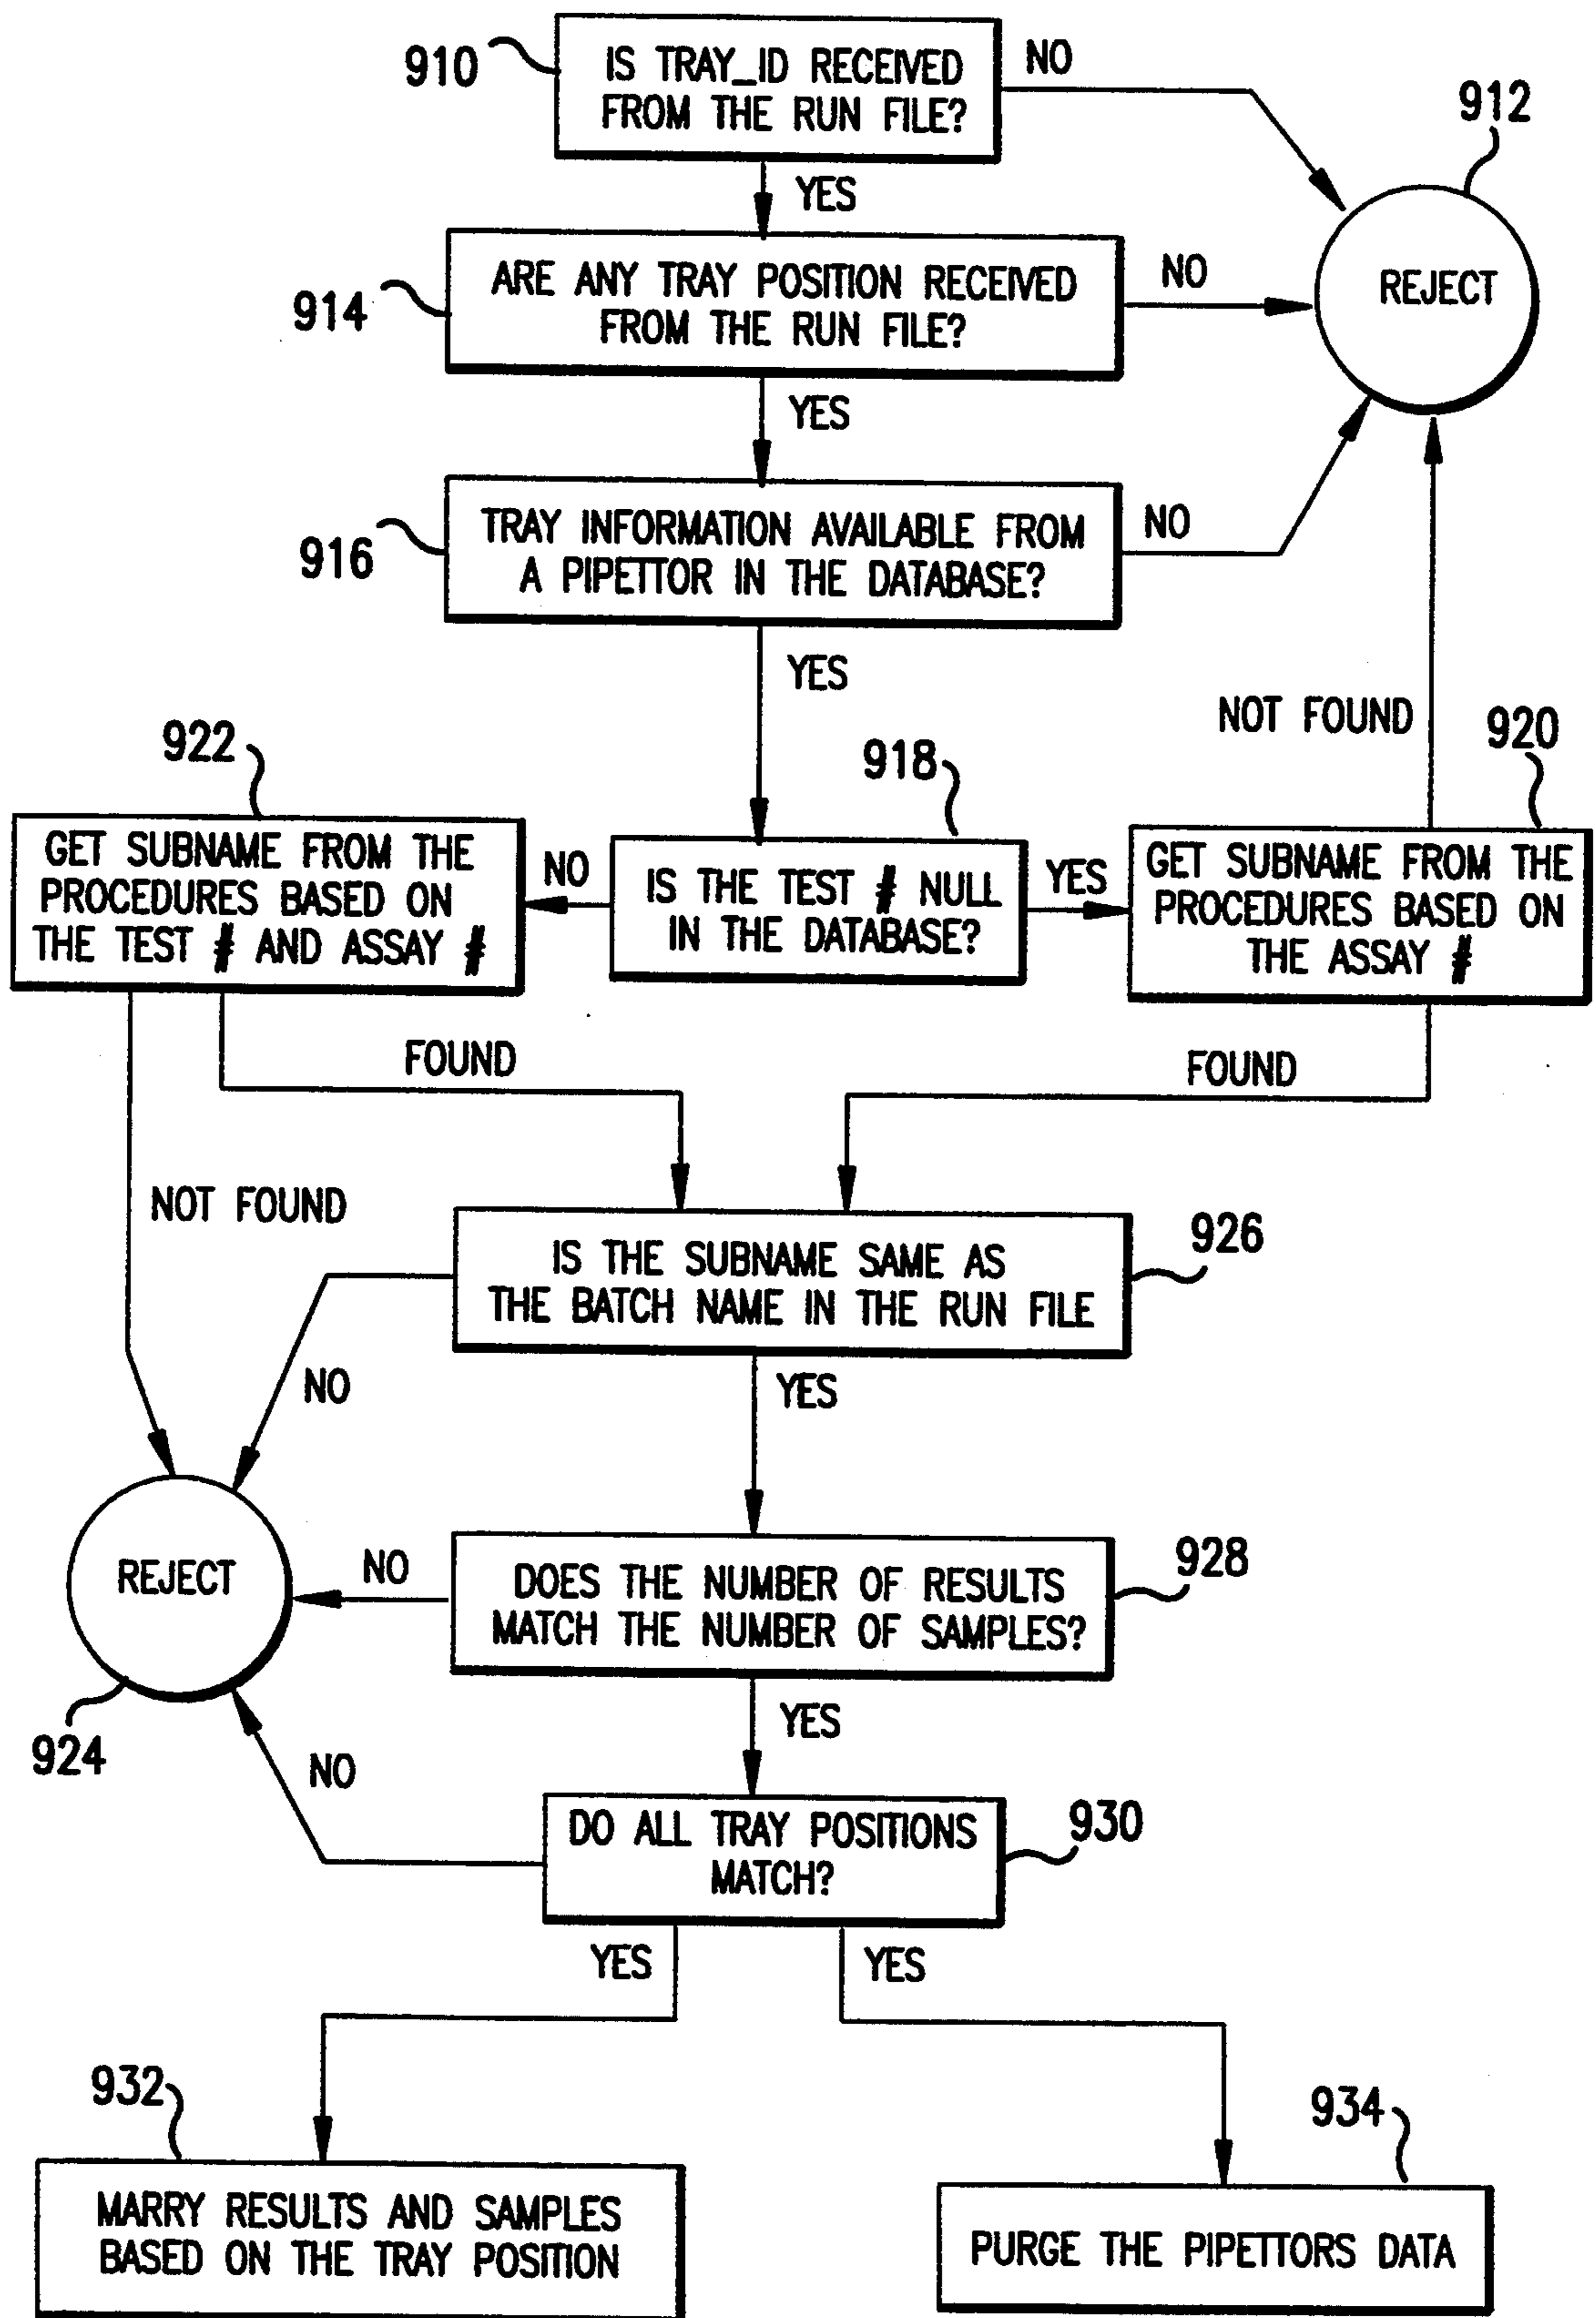 910
IS TRAY_ID RECEIVED
FROM THE RUN FILE?
NO
912
YES
REJECT
914
ARE ANY TRAY POSITION RECEIVED
FROM THE RUN FILE?
NO
YES
916
TRAY INFORMATION AVAILABLE FROM
A PIPETTOR IN THE DATABASE?
NO
YES
NOT FOUND
922
918
920
GET SUBNAME FROM THE
PROCEDURES BASED ON
THE TEST # AND ASSAY #
NO
IS THE TEST # NULL
IN THE DATABASE?
YES
GET SUBNAME FROM THE
PROCEDURES BASED ON
THE ASSAY #
FOUND
FOUND
NOT FOUND
IS THE SUBNAME SAME AS
THE BATCH NAME IN THE RUN FILE
926
NO
YES
REJECT
924
NO
DOES THE NUMBER OF RESULTS
MATCH THE NUMBER OF SAMPLES?
928
YES
NO
DO ALL TRAY POSITIONS
MATCH?
930
YES
YES
932
MARRY RESULTS AND SAMPLES
BASED ON THE TRAY POSITION
934
PURGE THE PIPETTORS DATA